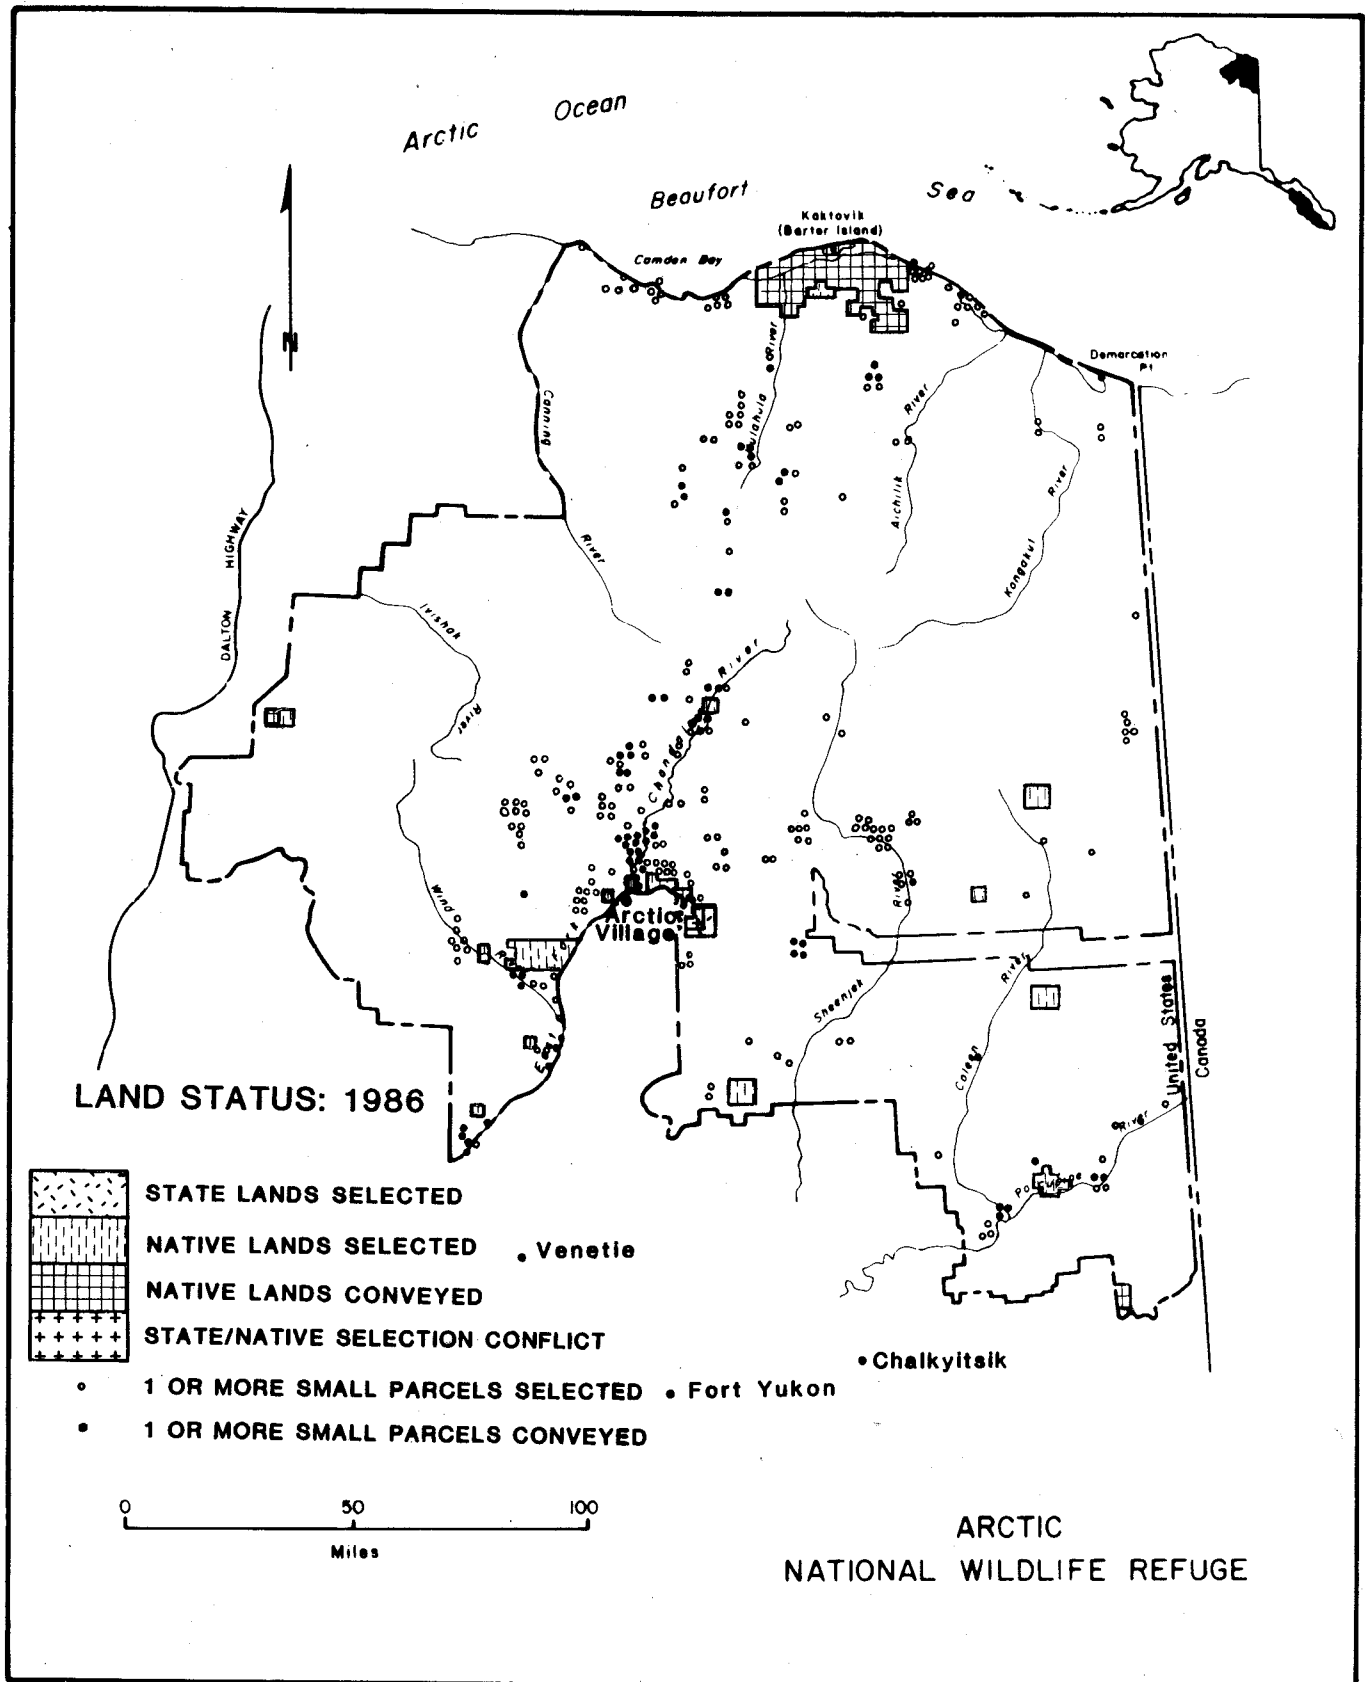 Arctic Ocean
Beaufort Sea
Kaktovik
(Barter Island)
Camden Bay
N
Demarcation
Pt
River
Canning
Hulahula
River
Aichilik
River
Kongakut
DALTON HIGHWAY
River
Ivishak
River
River
Chandalar
Wind
River
Arctic
Village
River
Sheenjek
River
Coleen
East
United States
Canada
LAND STATUS: 1986
River
Porcupine
STATE LANDS SELECTED
NATIVE LANDS SELECTED
Venetie
NATIVE LANDS CONVEYED
STATE/NATIVE SELECTION CONFLICT
Chalkyitsik
1 OR MORE SMALL PARCELS SELECTED
Fort Yukon
1 OR MORE SMALL PARCELS CONVEYED
0 50 100
Miles
ARCTIC
NATIONAL WILDLIFE REFUGE